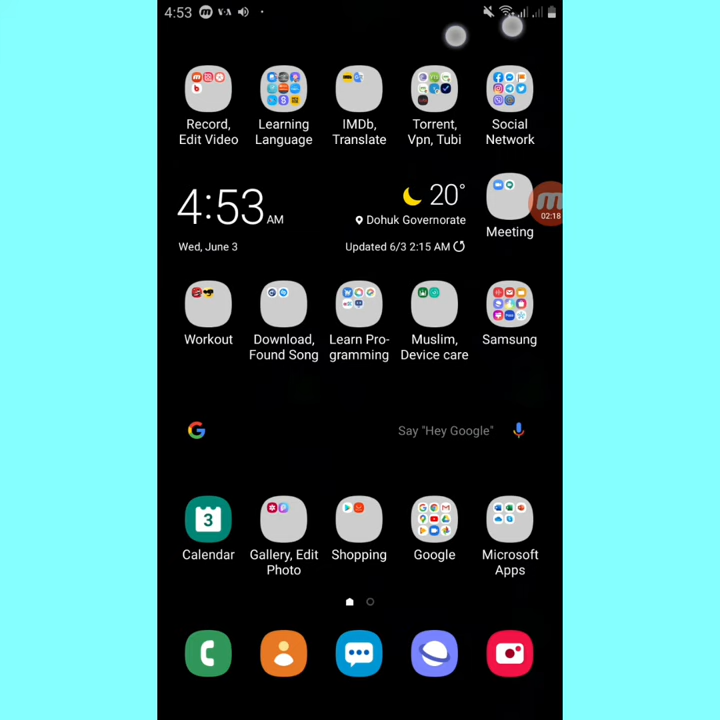 4:53 VOA
Record, Edit Video
Learning Language
IMDb, Translate
Torrent, Vpn, Tubi
Social Network
4:53 AM
20°
Dohuk Governorate
Wed, June 3
Updated 6/3 2:15 AM
02:18
Meeting
Workout
Download, Found Song
Learn Pro-gramming
Muslim, Device care
Samsung
Say "Hey Google"
3
Calendar
Gallery, Edit Photo
Shopping
Google
Microsoft Apps